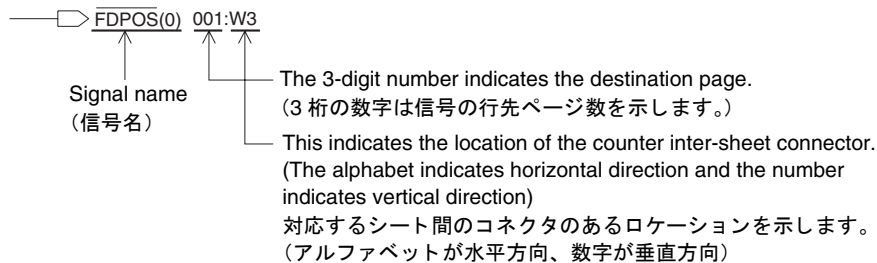 FDPOS(0) 001:W3
Signal name
（信号名）
The 3-digit number indicates the destination page.
（3 桁の数字は信号の行先ページ数を示します。）
This indicates the location of the counter inter-sheet connector.
(The alphabet indicates horizontal direction and the number
indicates vertical direction)
対応するシート間のコネクタのあるロケーションを示します。
（アルファベットが水平方向、数字が垂直方向）